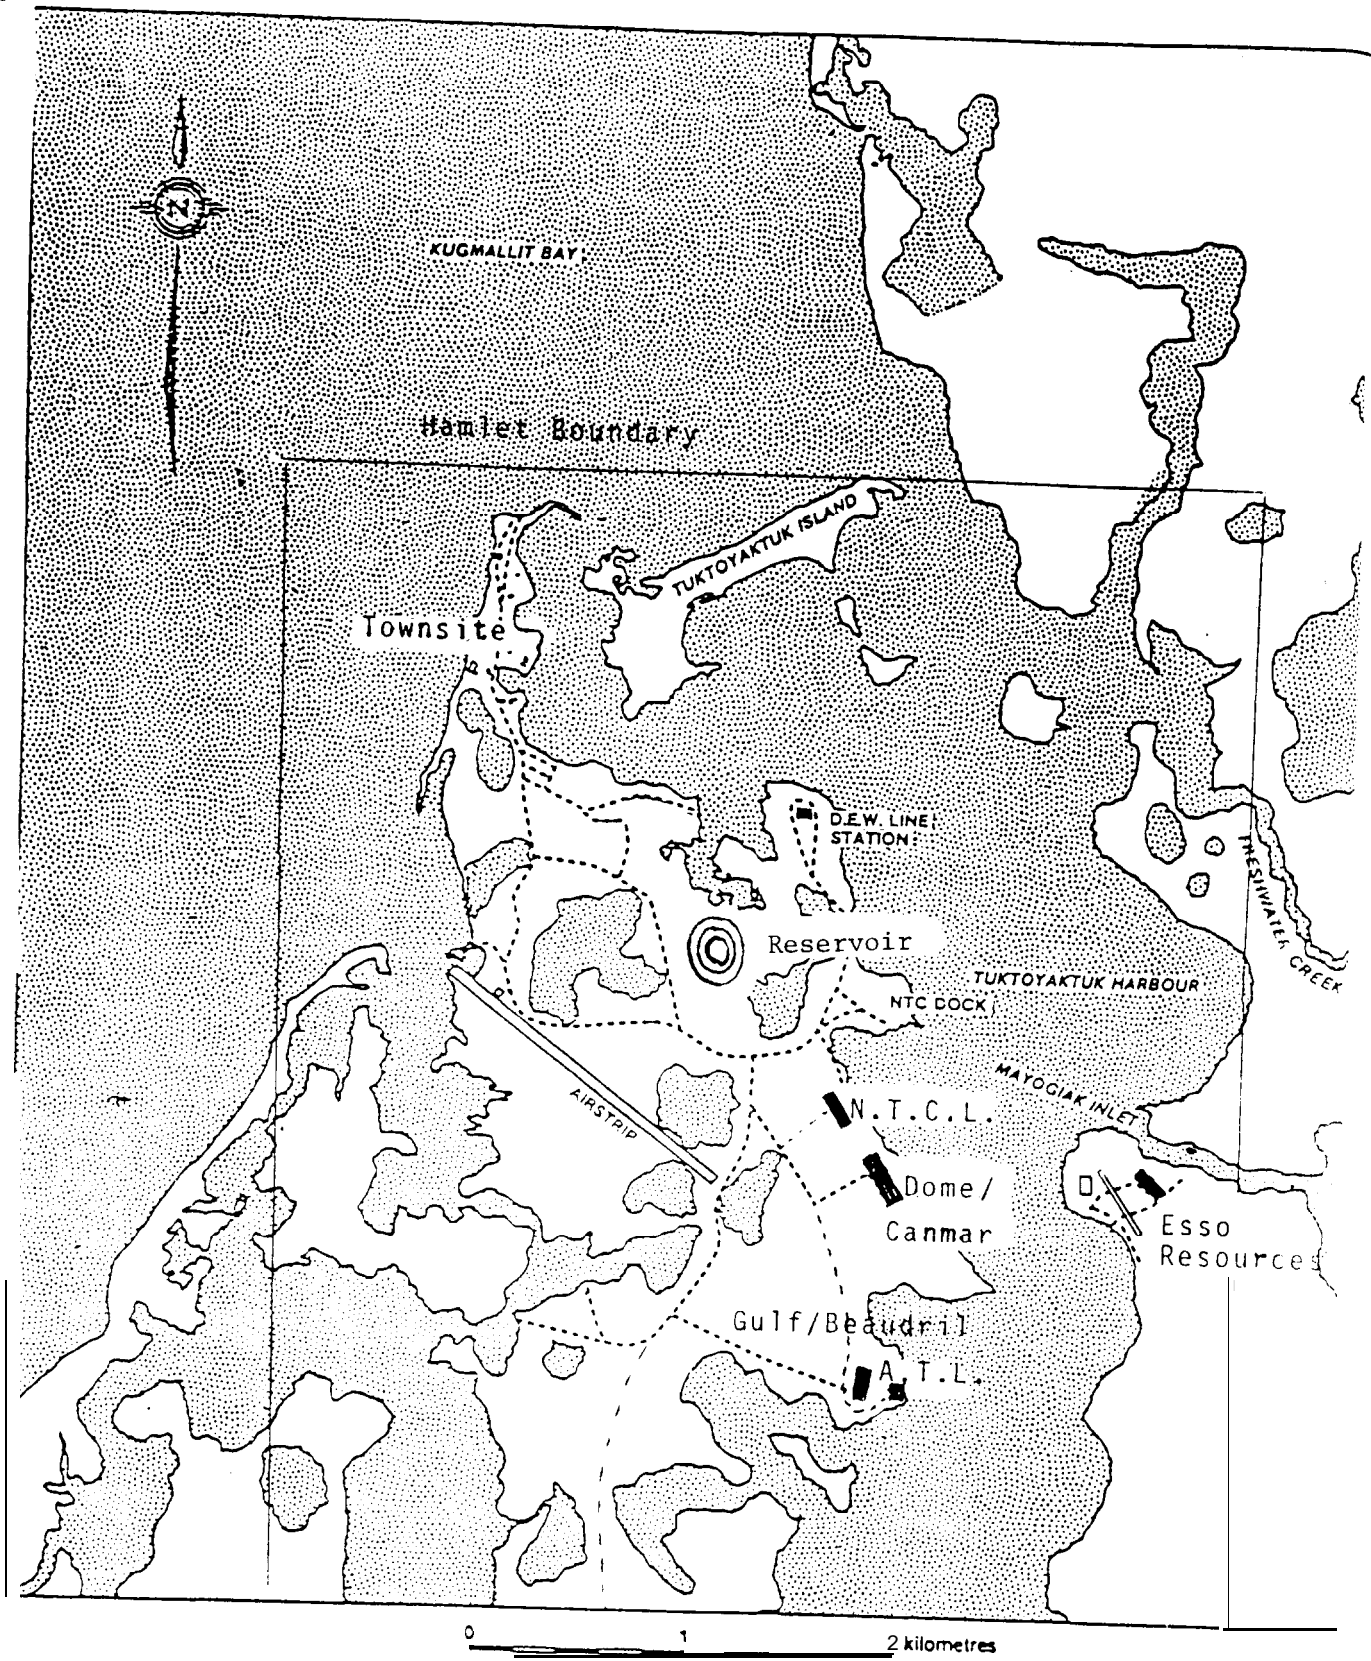 N
KUGMALLIT BAY
Hamlet Boundary
TUKTOYAKTUK ISLAND
Townsite
D.E.W. LINE
STATION
FRESHWATER CREEK
Reservoir
TUKTOYAKTUK HARBOUR
NTC DOCK
MAYOGIAK INLET
AIRSTRIP
N.T.C.L.
Dome/
Canmar
Esso
Resources
Gulf/Beaudril
A.T.L.
0 1 2 kilometres